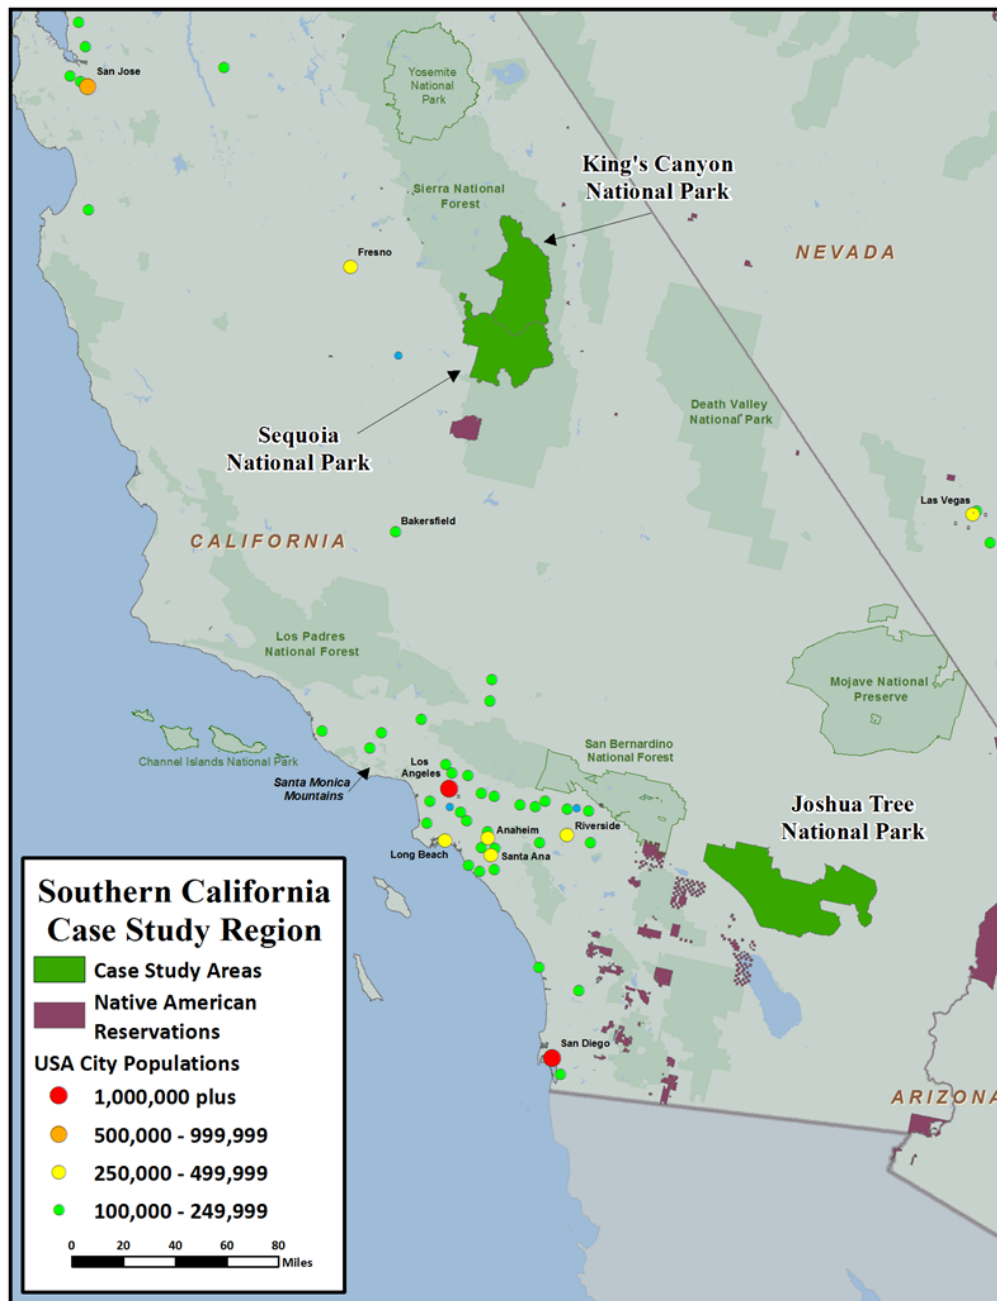 San Jose
Yosemite
National
Park
King's Canyon
National Park
Sierra National
Forest
NEVADA
Fresno
Death Valley
National Park
Sequoia
National Park
Las Vegas
Bakersfield
CALIFORNIA
Los Padres
National Forest
Mojave National
Preserve
San Bernardino
National Forest
Channel Islands National Park
Los
Angeles
Santa Monica
Mountains
Joshua Tree
National Park
Anaheim
Riverside
Long Beach
Santa Ana
San Diego
ARIZONA
Southern California
Case Study Region
Case Study Areas
Native American
Reservations
USA City Populations
1,000,000 plus
500,000 - 999,999
250,000 - 499,999
100,000 - 249,999
0 20 40 60 80
Miles